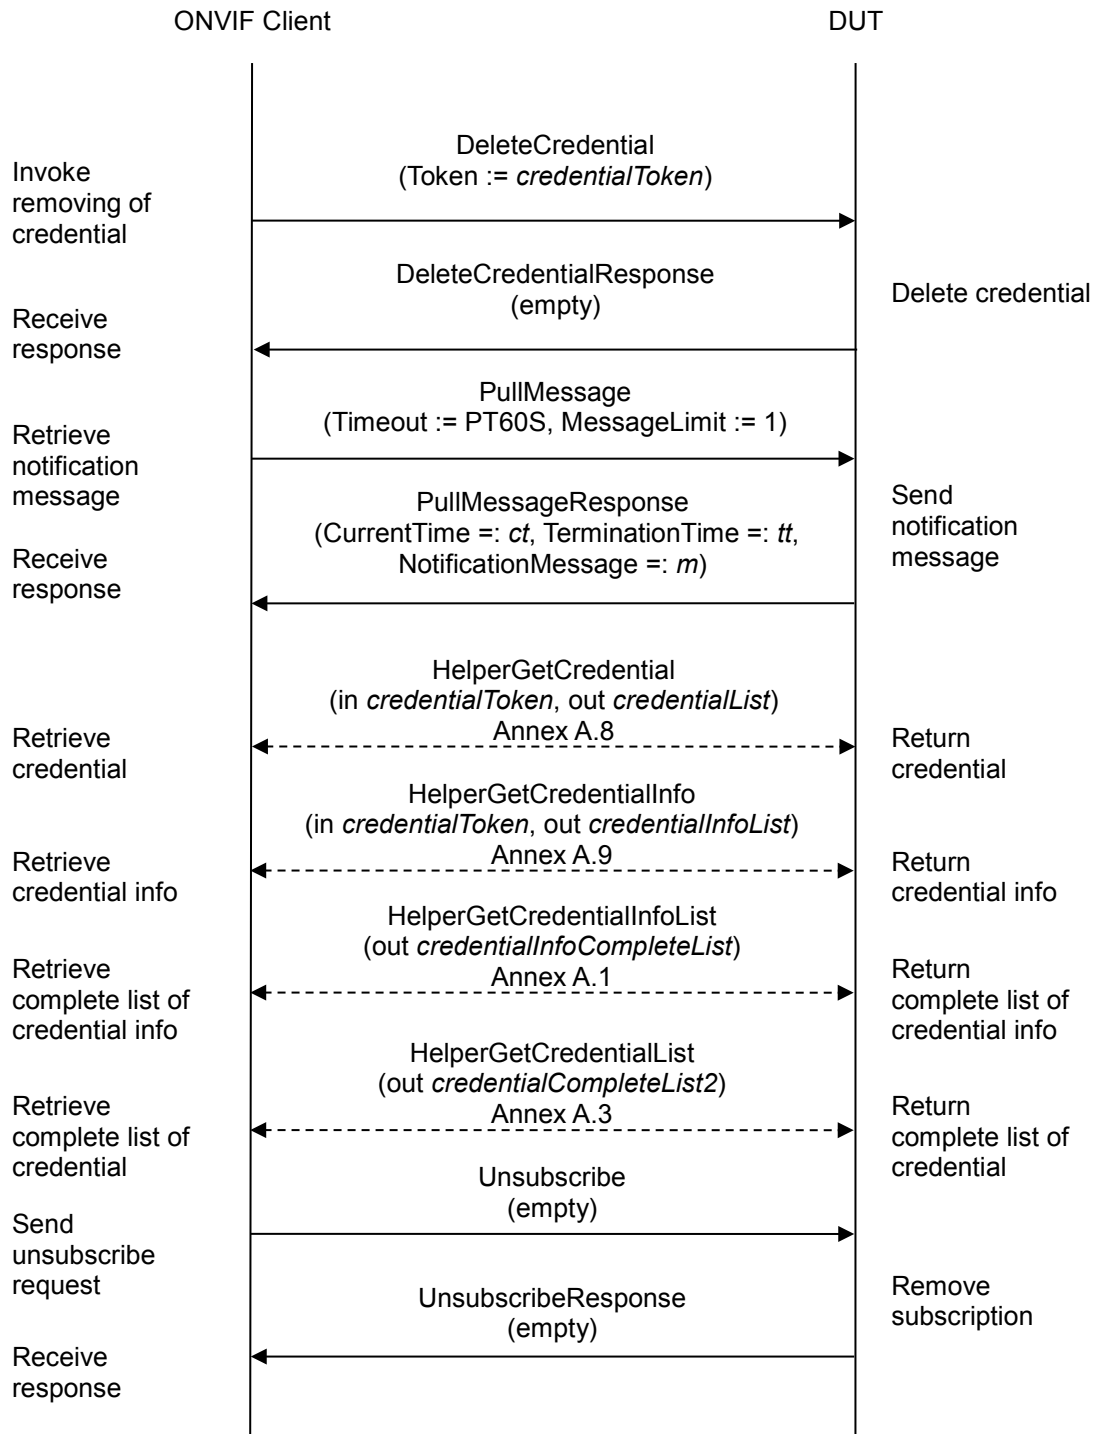 ONVIF Client
DUT
DeleteCredential
(Token := credentialToken)
Invoke
removing of
credential
DeleteCredentialResponse
(empty)
Delete credential
Receive
response
PullMessage
(Timeout := PT60S, MessageLimit := 1)
Retrieve
notification
message
PullMessageResponse
(CurrentTime =: ct, TerminationTime =: tt,
NotificationMessage =: m)
Send
notification
message
Receive
response
HelperGetCredential
(in credentialToken, out credentialList)
Annex A.8
Retrieve
credential
Return
credential
HelperGetCredentialInfo
(in credentialToken, out credentialInfoList)
Annex A.9
Retrieve
credential info
Return
credential info
HelperGetCredentialInfoList
(out credentialInfoCompleteList)
Annex A.1
Retrieve
complete list of
credential info
Return
complete list of
credential info
HelperGetCredentialList
(out credentialCompleteList2)
Annex A.3
Retrieve
complete list of
credential
Return
complete list of
credential
Unsubscribe
(empty)
Send
unsubscribe
request
UnsubscribeResponse
(empty)
Remove
subscription
Receive
response